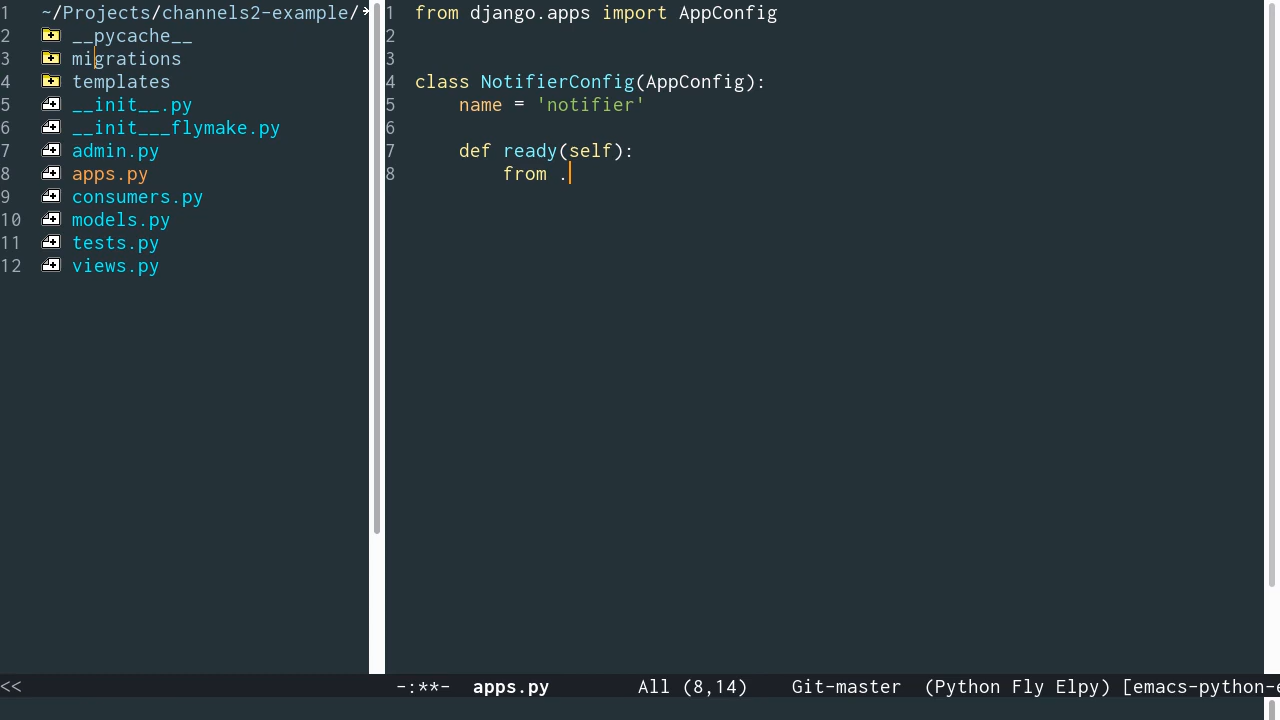 1 ~/Projects/channels2-example/
2 __pycache__
3 migrations
4 templates
5 __init__.py
6 __init___flymake.py
7 admin.py
8 apps.py
9 consumers.py
10 models.py
11 tests.py
12 views.py
<<
1 from django.apps import AppConfig
2
3
4 class NotifierConfig(AppConfig):
5     name = 'notifier'
6
7     def ready(self):
8         from .
-:**-  apps.py        All (8,14)    Git-master  (Python Fly Elpy) [emacs-python-e